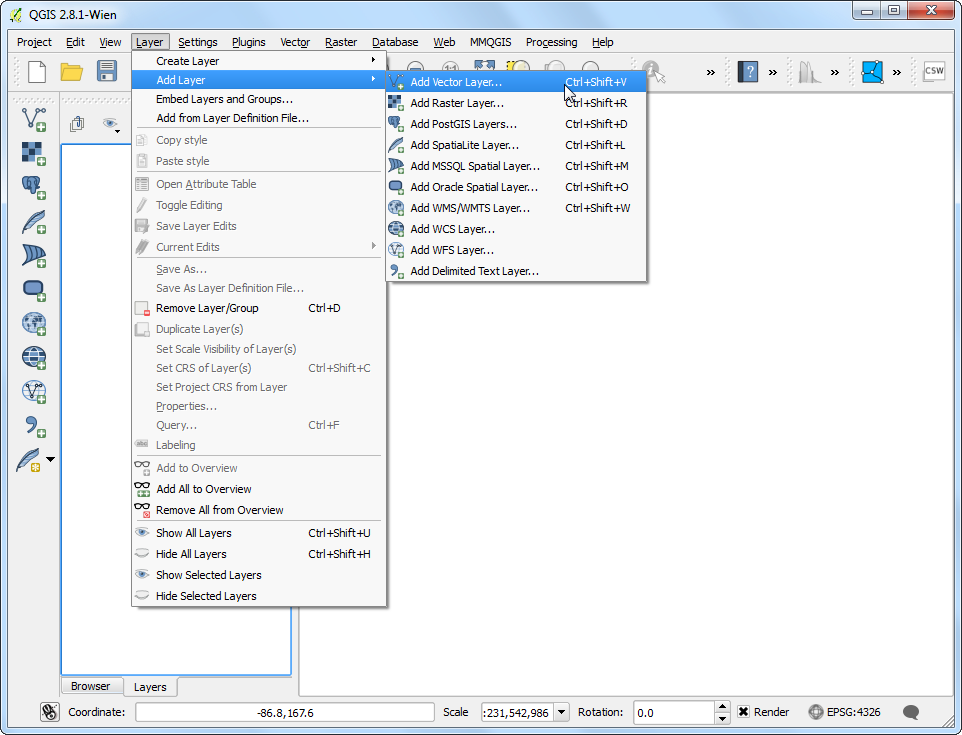 QGIS 2.8.1-Wien
Project Edit View Layer Settings Plugins Vector Raster Database Web MMQGIS Processing Help
Create Layer
Add Layer
Embed Layers and Groups...
Add from Layer Definition File...
Copy style
Paste style
Open Attribute Table
Toggle Editing
Save Layer Edits
Current Edits
Save As...
Save As Layer Definition File...
Remove Layer/Group Ctrl+D
Duplicate Layer(s)
Set Scale Visibility of Layer(s)
Set CRS of Layer(s) Ctrl+Shift+C
Set Project CRS from Layer
Properties...
Query... Ctrl+F
abc Labeling
Add to Overview
Add All to Overview
Remove All from Overview
Show All Layers Ctrl+Shift+U
Hide All Layers Ctrl+Shift+H
Show Selected Layers
Hide Selected Layers
Add Vector Layer... Ctrl+Shift+V
Add Raster Layer... Ctrl+Shift+R
Add PostGIS Layers... Ctrl+Shift+D
Add SpatiaLite Layer... Ctrl+Shift+L
Add MSSQL Spatial Layer... Ctrl+Shift+M
Add Oracle Spatial Layer... Ctrl+Shift+O
Add WMS/WMTS Layer... Ctrl+Shift+W
Add WCS Layer...
Add WFS Layer...
Add Delimited Text Layer...
» ? » » » CSW
Browser Layers
Coordinate: -86.8,167.6 Scale :231,542,986 Rotation: 0.0 Render EPSG:4326